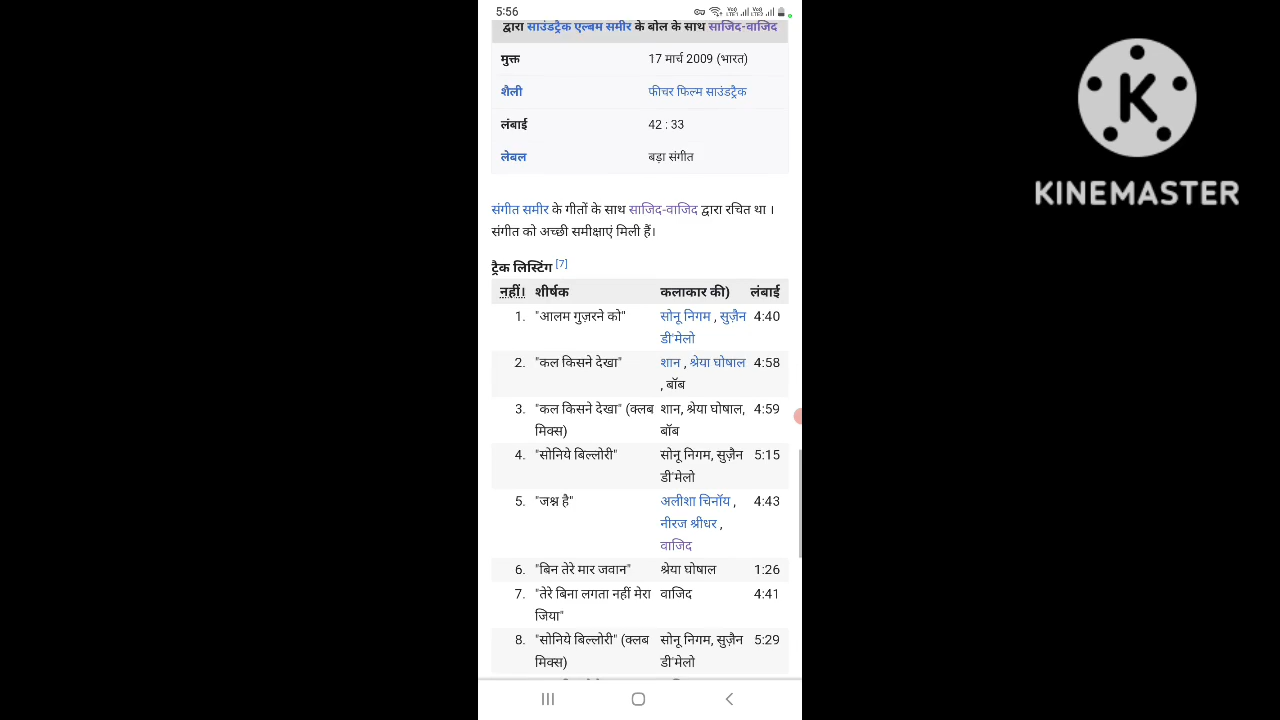 5:56
द्वारा साउंडट्रैक एल्बम समीर के बोल के साथ साजिद-वाजिद
मुक्त 17 मार्च 2009 (भारत)
शैली फीचर फिल्म साउंडट्रैक
लंबाई 42 : 33
लेबल बड़ा संगीत
संगीत समीर के गीतों के साथ साजिद-वाजिद द्वारा रचित था ।
संगीत को अच्छी समीक्षाएं मिली हैं।
ट्रैक लिस्टिंग [7]
नहीं। शीर्षक कलाकार की) लंबाई
1. "आलम गुज़रने को" सोनू निगम , सुज़ैन 4:40
डी'मेलो
2. "कल किसने देखा" शान , श्रेया घोषाल 4:58
, बॉब
3. "कल किसने देखा" (क्लब शान, श्रेया घोषाल, 4:59
मिक्स) बॉब
4. "सोनिये बिल्लोरी" सोनू निगम, सुज़ैन 5:15
डी'मेलो
5. "जश्न है" अलीशा चिनॉय , 4:43
नीरज श्रीधर ,
वाजिद
6. "बिन तेरे मार जवान" श्रेया घोषाल 1:26
7. "तेरे बिना लगता नहीं मेरा वाजिद 4:41
जिया"
8. "सोनिये बिल्लोरी" (क्लब सोनू निगम, सुज़ैन 5:29
मिक्स) डी'मेलो
K
KINEMASTER